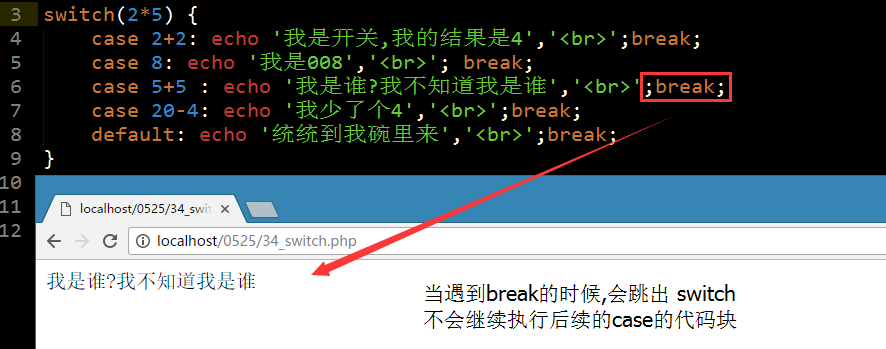 3 switch(2*5) {
4 case 2+2: echo '我是开关,我的结果是4','<br>';break;
5 case 8: echo '我是008','<br>'; break;
6 case 5+5 : echo '我是谁?我不知道我是谁','<br>';break;
7 case 20-4: echo '我少了个4','<br>';break;
8 default: echo '统统到我碗里来','<br>';break;
9 }
10
11
12
localhost/0525/34_swit
localhost/0525/34_switch.php
我是谁?我不知道我是谁
当遇到break的时候,会跳出 switch
不会继续执行后续的case的代码块